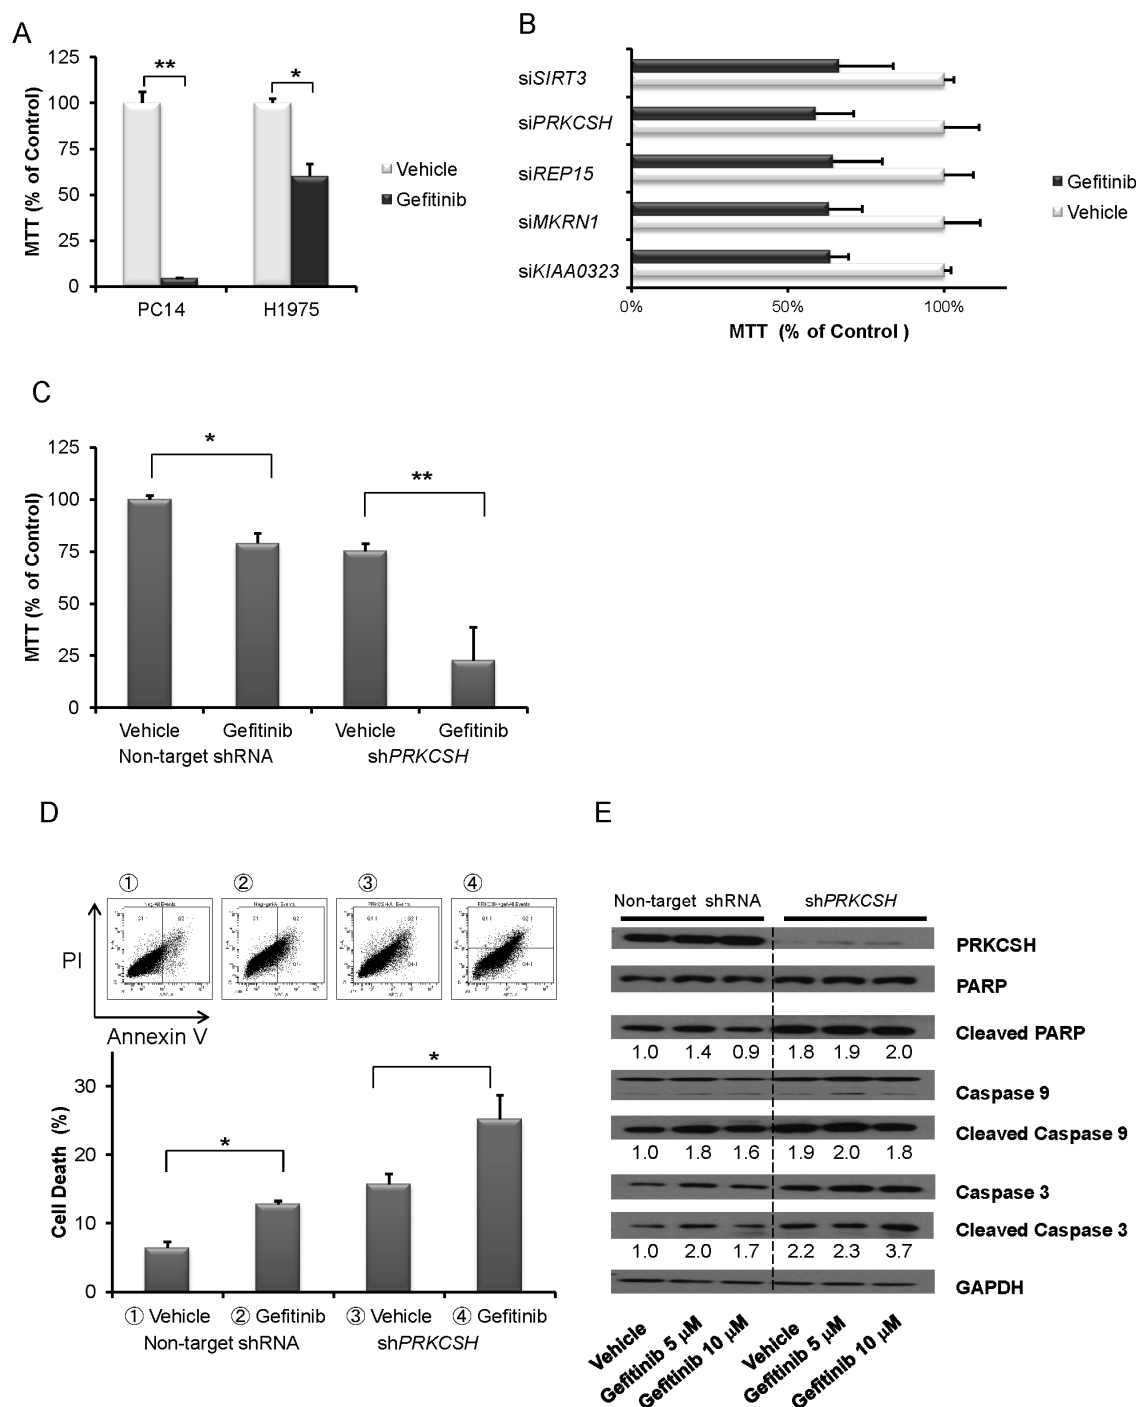 A
125
100
75
50
25
0
MTT (% of Control)
**
*
PC14
H1975
Vehicle
Gefitinib
B
siSIRT3
siPRKCSH
siREP15
siMKRN1
siKIAA0323
0%
50%
100%
MTT (% of Control )
Gefitinib
Vehicle
C
125
100
75
50
25
0
MTT (% of Control)
*
**
Vehicle Gefitinib Vehicle Gefitinib
Non-target shRNA shPRKCSH
D
① ② ③ ④
PI
Annexin V
30
20
10
0
Cell Death (%)
*
*
① Vehicle ② Gefitinib ③ Vehicle ④ Gefitinib
Non-target shRNA shPRKCSH
E
Non-target shRNA shPRKCSH
PRKCSH
PARP
Cleaved PARP
1.0 1.4 0.9 1.8 1.9 2.0
Caspase 9
Cleaved Caspase 9
1.0 1.8 1.6 1.9 2.0 1.8
Caspase 3
Cleaved Caspase 3
1.0 2.0 1.7 2.2 2.3 3.7
GAPDH
Vehicle
Gefitinib 5 μM
Gefitinib 10 μM
Vehicle
Gefitinib 5 μM
Gefitinib 10 μM